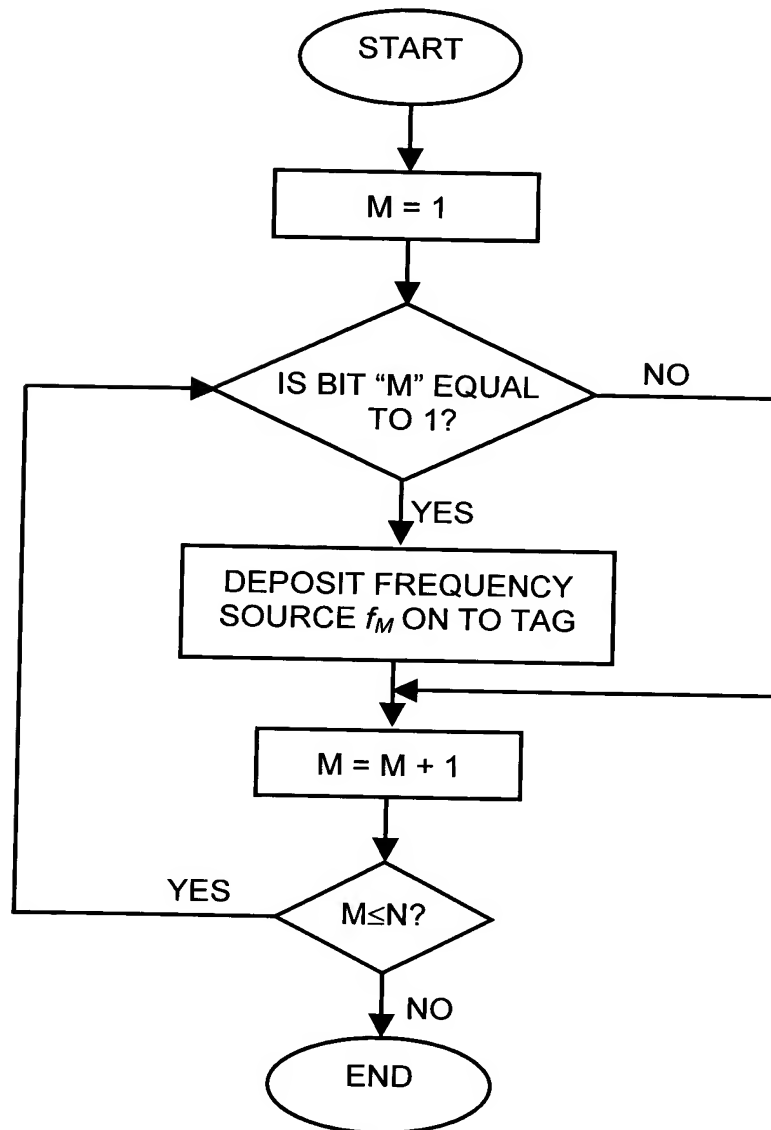 START
M = 1
IS BIT “M” EQUAL
TO 1?
NO
YES
DEPOSIT FREQUENCY
SOURCE fM ON TO TAG
M = M + 1
YES
M≤N?
NO
END